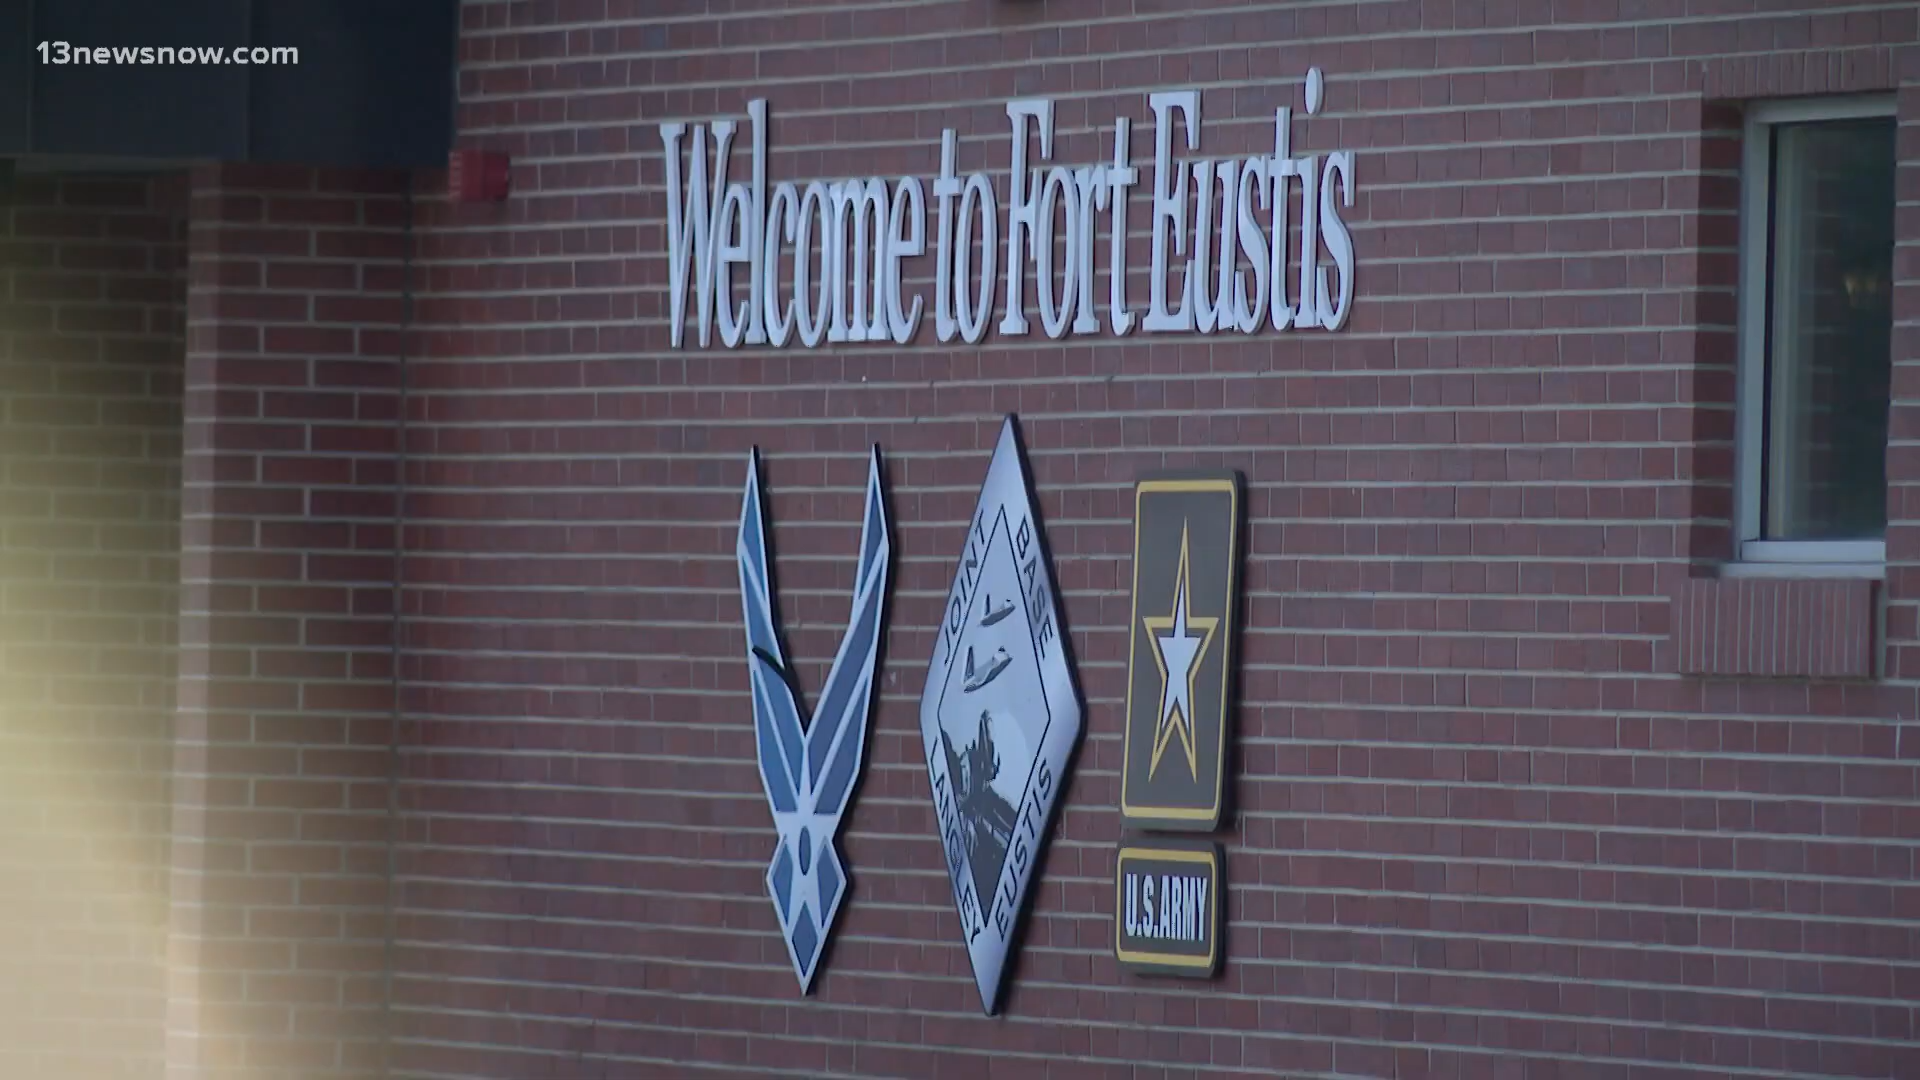 13newsnow.com
Welcome to Fort Eustis
JOINT BASE
LANGLEY EUSTIS
U.S.ARMY